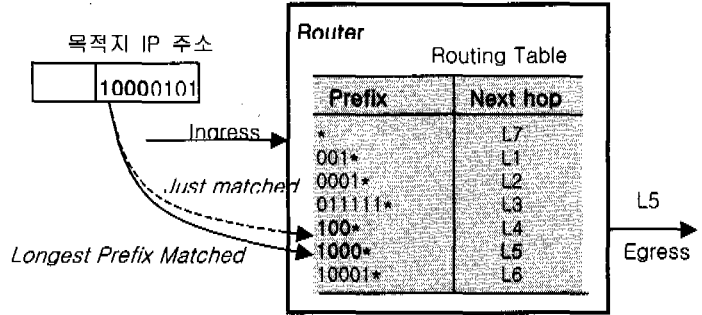 목적지 IP 주소
10000101
Router
Routing Table
Prefix Next hop
* L7
001* L1
0001* L2
011111* L3
100* L4
1000* L5
10001* L6
Ingress
Just matched
Longest Prefix Matched
L5
Egress